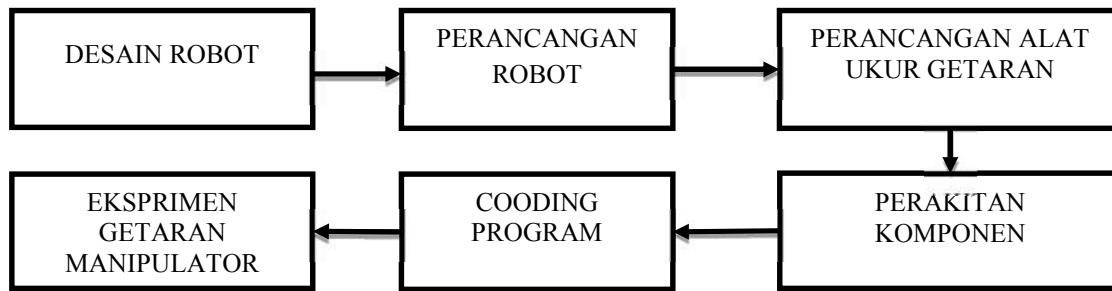 DESAIN ROBOT
PERANCANGAN
ROBOT
PERANCANGAN ALAT
UKUR GETARAN
PERAKITAN
KOMPONEN
COODING
PROGRAM
EKSPRIMEN
GETARAN
MANIPULATOR